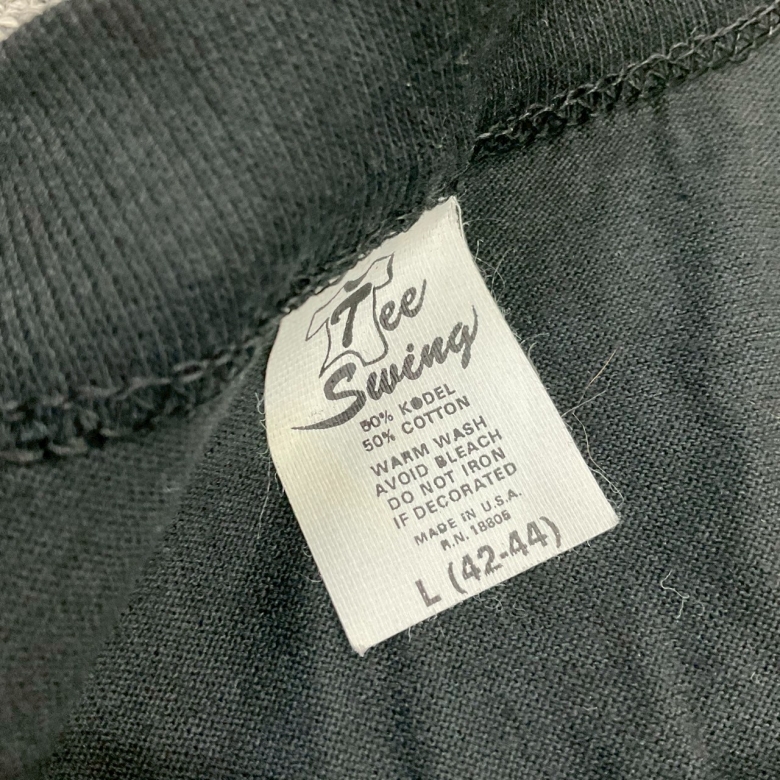 Tee
Swing
50% KODEL
50% COTTON
WARM WASH
AVOID BLEACH
DO NOT IRON
IF DECORATED
MADE IN U.S.A.
R.N. 18806
L (42-44)